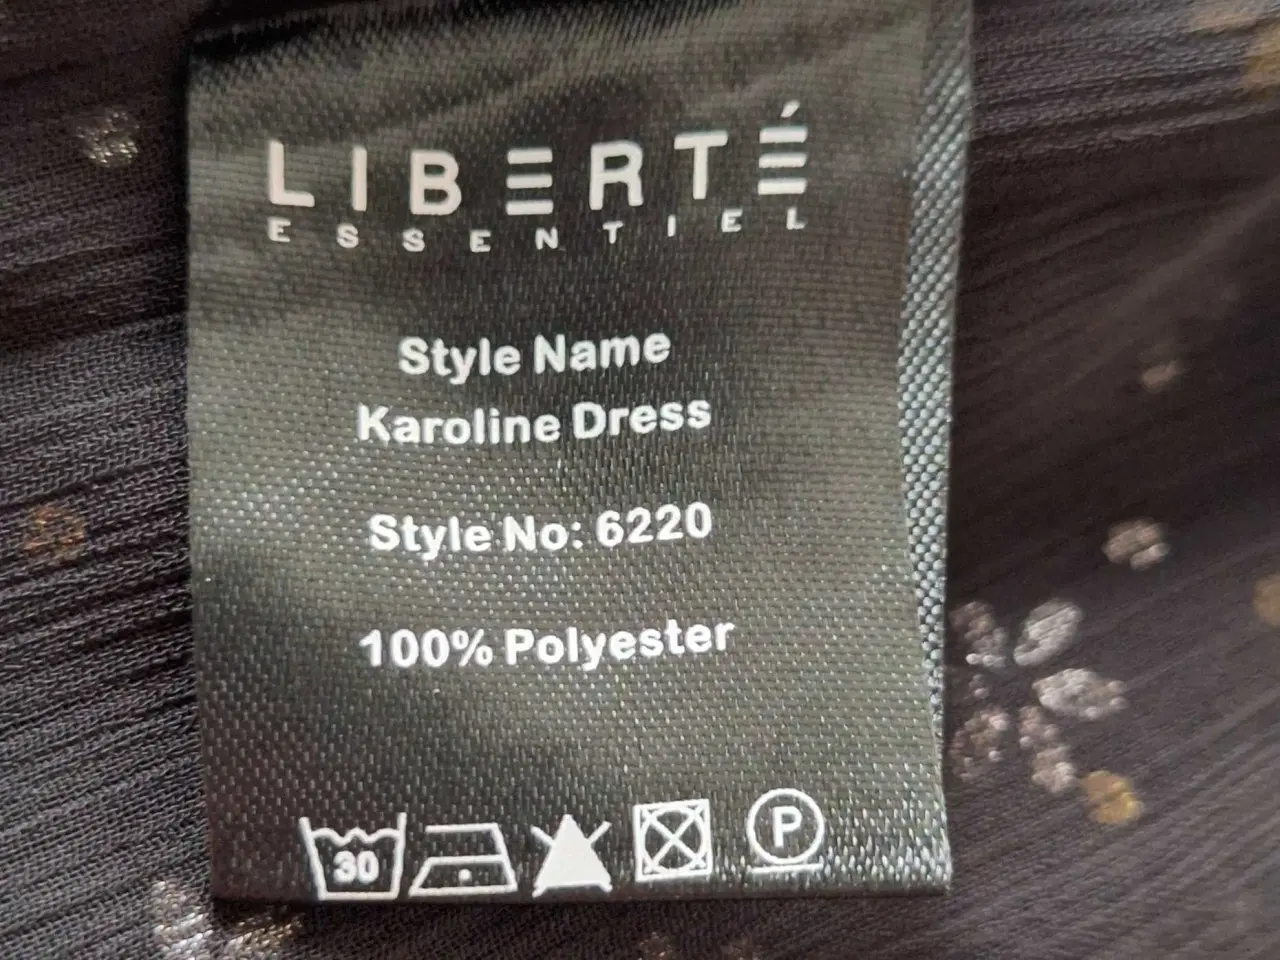 LIBERTÉ
ESSENTIEL
Style Name
Karoline Dress
Style No: 6220
100% Polyester
30
P